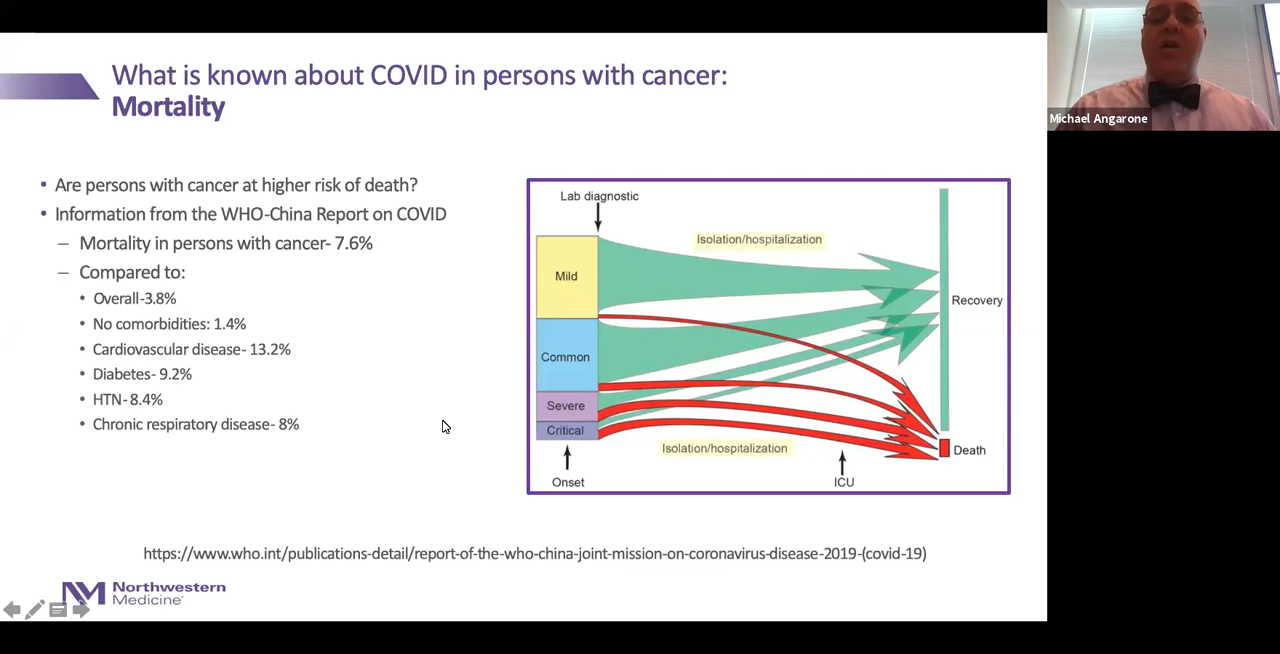 What is known about COVID in persons with cancer:
Mortality
Michael Angarone
• Are persons with cancer at higher risk of death?
• Information from the WHO-China Report on COVID
– Mortality in persons with cancer- 7.6%
– Compared to:
• Overall-3.8%
• No comorbidities: 1.4%
• Cardiovascular disease- 13.2%
• Diabetes- 9.2%
• HTN- 8.4%
• Chronic respiratory disease- 8%
Lab diagnostic
Isolation/hospitalization
Mild
Recovery
Common
Severe
Critical
Isolation/hospitalization
Death
Onset
ICU
https://www.who.int/publications-detail/report-of-the-who-china-joint-mission-on-coronavirus-disease-2019-(covid-19)
NM Northwestern
Medicine